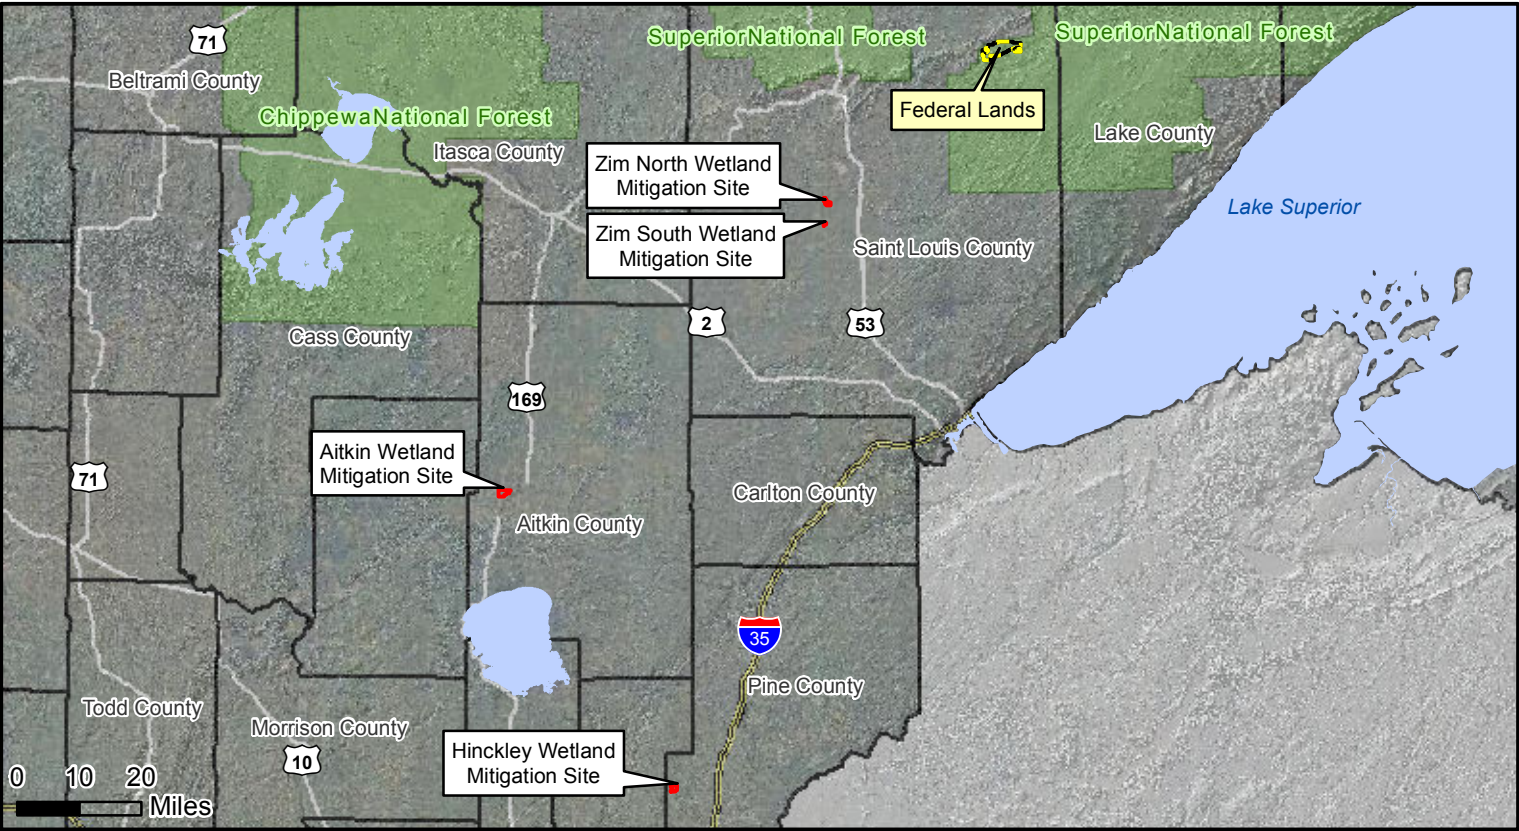 71
SuperiorNational Forest
SuperiorNational Forest
Beltrami County
Federal Lands
ChippewaNational Forest
Lake County
Itasca County
Zim North Wetland
Mitigation Site
Lake Superior
Zim South Wetland
Mitigation Site
Saint Louis County
2
53
Cass County
169
Aitkin Wetland
Mitigation Site
71
Carlton County
Aitkin County
35
Pine County
Todd County
Morrison County
Hinckley Wetland
Mitigation Site
10
0 10 20
Miles